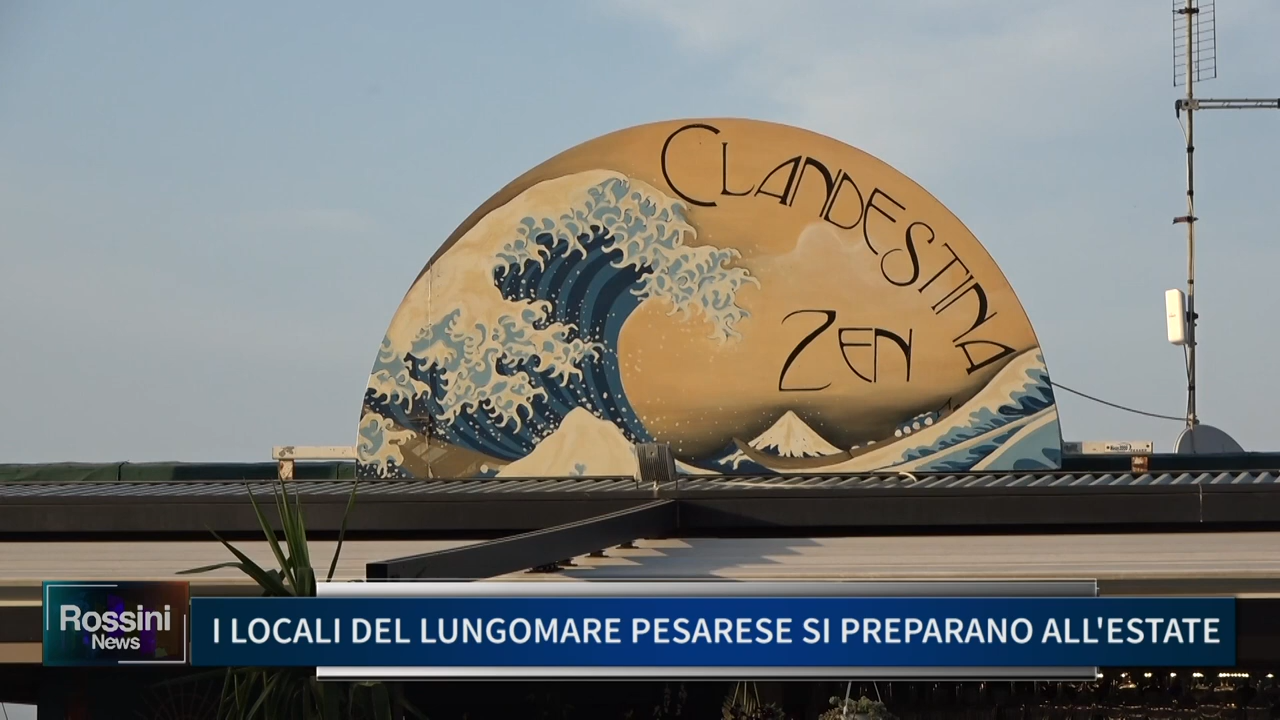 CLANDESTINA
ZEN
Rossini
News
I LOCALI DEL LUNGOMARE PESARESE SI PREPARANO ALL'ESTATE